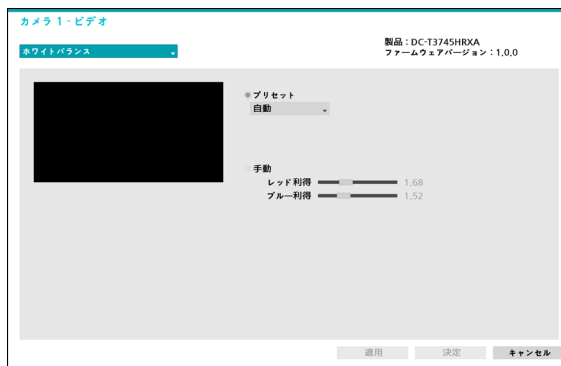 カメラ 1 - ビデオ
製品：DC-T3745HRXA
ファームウェアバージョン：1.0.0
ホワイトバランス
プリセット
自動
手動
レッド利得 1.68
ブルー利得 1.52
適用 決定 キャンセル